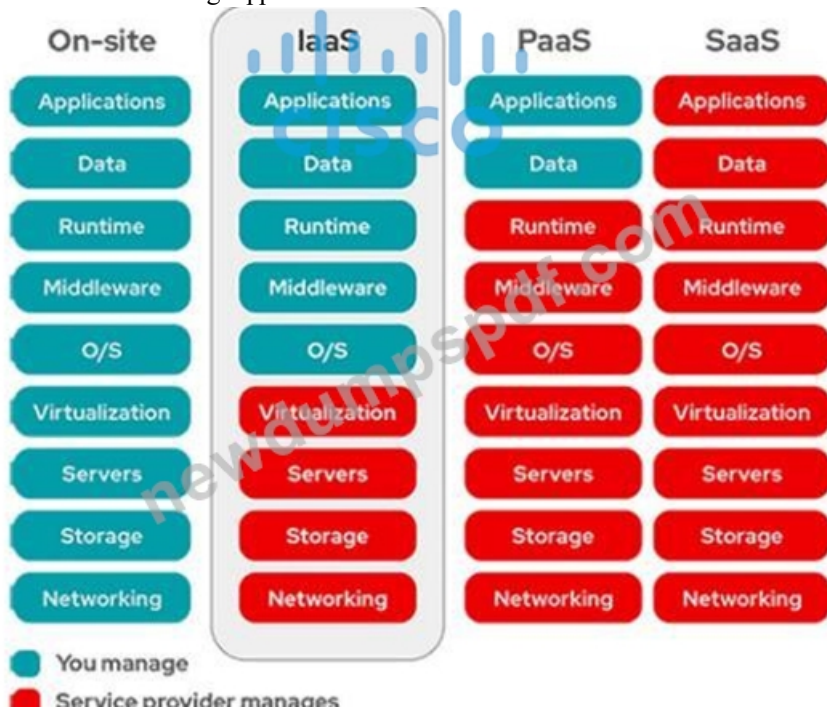 On-site IaaS PaaS SaaS
Applications Applications Applications Applications
cisco
Data Data Data Data
Runtime Runtime Runtime Runtime
Middleware Middleware Middleware Middleware
O/S O/S O/S O/S
Virtualization Virtualization Virtualization Virtualization
Servers Servers Servers Servers
Storage Storage Storage Storage
Networking Networking Networking Networking
newdumpspdf.com
You manage
Service provider manages